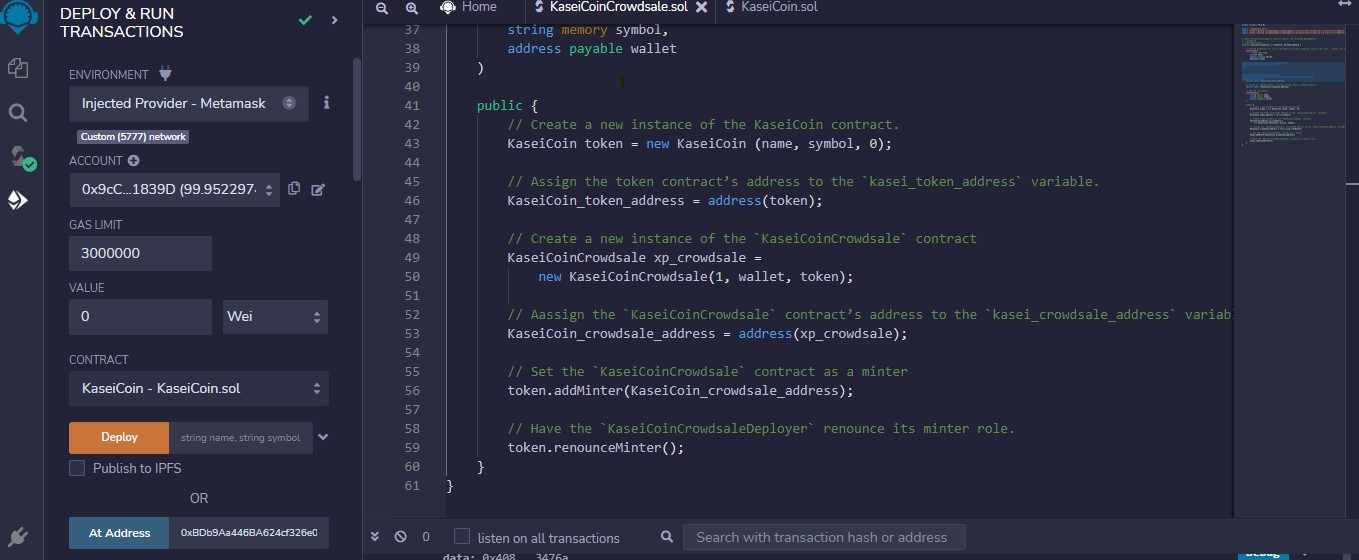 DEPLOY & RUN
TRANSACTIONS
ENVIRONMENT
Injected Provider - Metamask
Custom (5777) network
ACCOUNT
0x9cC...1839D (99.952297
GAS LIMIT
3000000
VALUE
0
Wei
CONTRACT
KaseiCoin - KaseiCoin.sol
Deploy
string name, string symbol
Publish to IPFS
OR
At Address
0xBDb9Aa446BA624cf326e0
Home
KaseiCoinCrowdsale.sol
KaseiCoin.sol
37 string memory symbol,
38 address payable wallet
39 )
40
41 public {
42 // Create a new instance of the KaseiCoin contract.
43 KaseiCoin token = new KaseiCoin (name, symbol, 0);
44
45 // Assign the token contract’s address to the `kasei_token_address` variable.
46 KaseiCoin_token_address = address(token);
47
48 // Create a new instance of the `KaseiCoinCrowdsale` contract
49 KaseiCoinCrowdsale xp_crowdsale =
50 new KaseiCoinCrowdsale(1, wallet, token);
51
52 // Aassign the `KaseiCoinCrowdsale` contract’s address to the `kasei_crowdsale_address` variab
53 KaseiCoin_crowdsale_address = address(xp_crowdsale);
54
55 // Set the `KaseiCoinCrowdsale` contract as a minter
56 token.addMinter(KaseiCoin_crowdsale_address);
57
58 // Have the `KaseiCoinCrowdsaleDeployer` renounce its minter role.
59 token.renounceMinter();
60 }
61 }
0
listen on all transactions
Search with transaction hash or address
data: 0x408...3476a
Debug